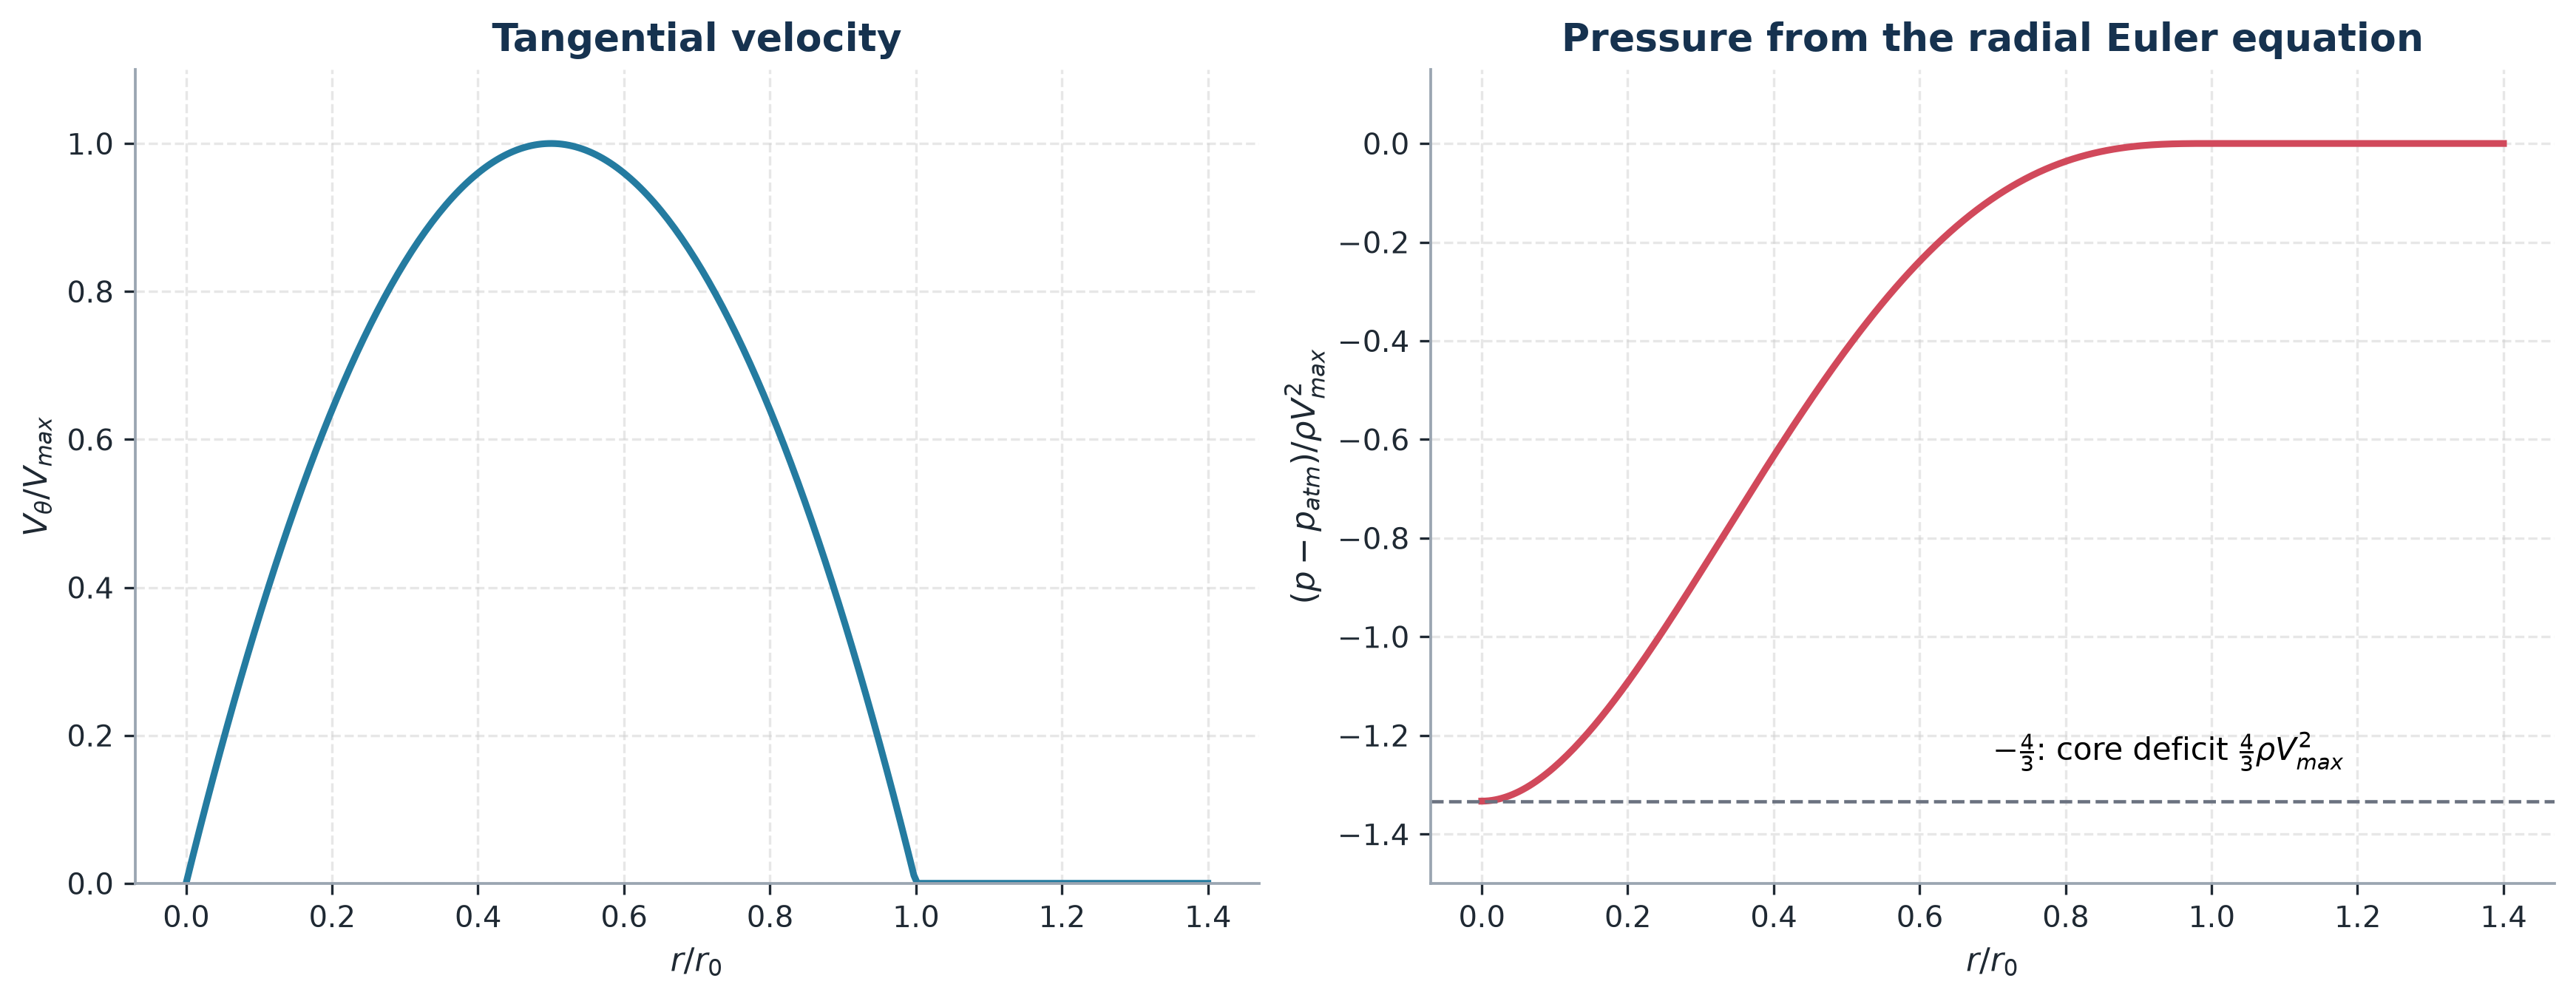 Tangential velocity
V_θ/V_max
1.0
0.8
0.6
0.4
0.2
0.0
0.0 0.2 0.4 0.6 0.8 1.0 1.2 1.4
r/r_0
Pressure from the radial Euler equation
(p − p_atm)/ρV²_max
0.0
−0.2
−0.4
−0.6
−0.8
−1.0
−1.2
−1.4
−4/3: core deficit 4/3 ρV²_max
0.0 0.2 0.4 0.6 0.8 1.0 1.2 1.4
r/r_0